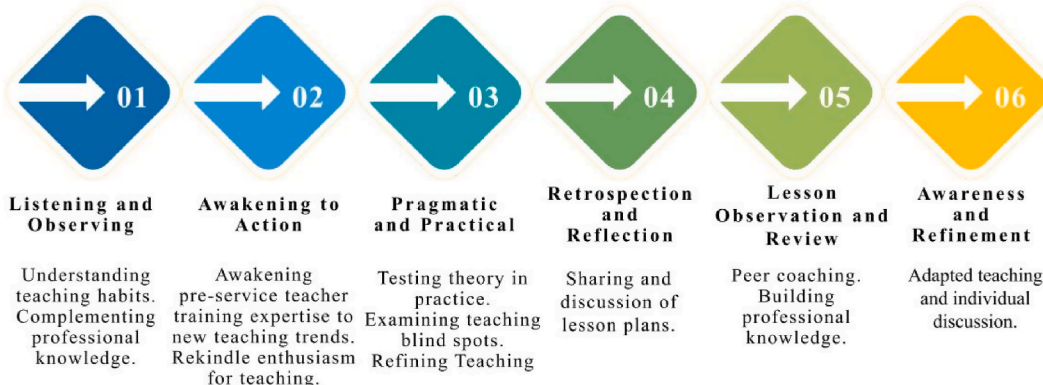 01
02
03
04
05
06
Listening and
Observing
Understanding
teaching habits.
Complementing
professional
knowledge.
Awakening to
Action
Awakening
pre-service teacher
training expertise to
new teaching trends.
Rekindle enthusiasm
for teaching.
Pragmatic
and Practical
Testing theory in
practice.
Examining teaching
blind spots.
Refining Teaching
Retrospection
and
Reflection
Sharing and
discussion of
lesson plans.
Lesson
Observation and
Review
Peer coaching.
Building
professional
knowledge.
Awareness
and
Refinement
Adapted teaching
and individual
discussion.